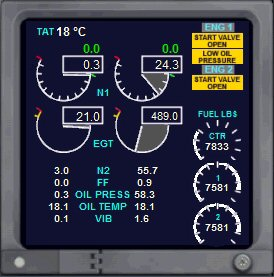 TAT 18 °C
ENG 1
START VALVE
OPEN
LOW OIL
PRESSURE
ENG 2
START VALVE
OPEN
0.0 0.0
0.3 24.3
N1
21.0 489.0
EGT
FUEL LBS
CTR
7833
1
7581
2
7581
3.0 N2 55.7
0.0 FF 0.9
0.3 OIL PRESS 58.3
18.1 OIL TEMP 18.1
0.1 VIB 1.6